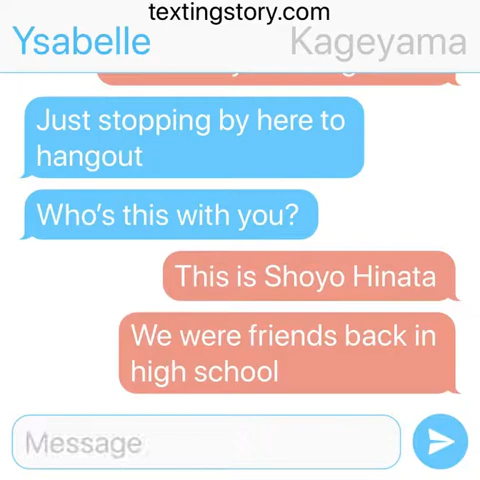 textingstory.com
Ysabelle Kageyama
Just stopping by here to
hangout
Who's this with you?
This is Shoyo Hinata
We were friends back in
high school
Message